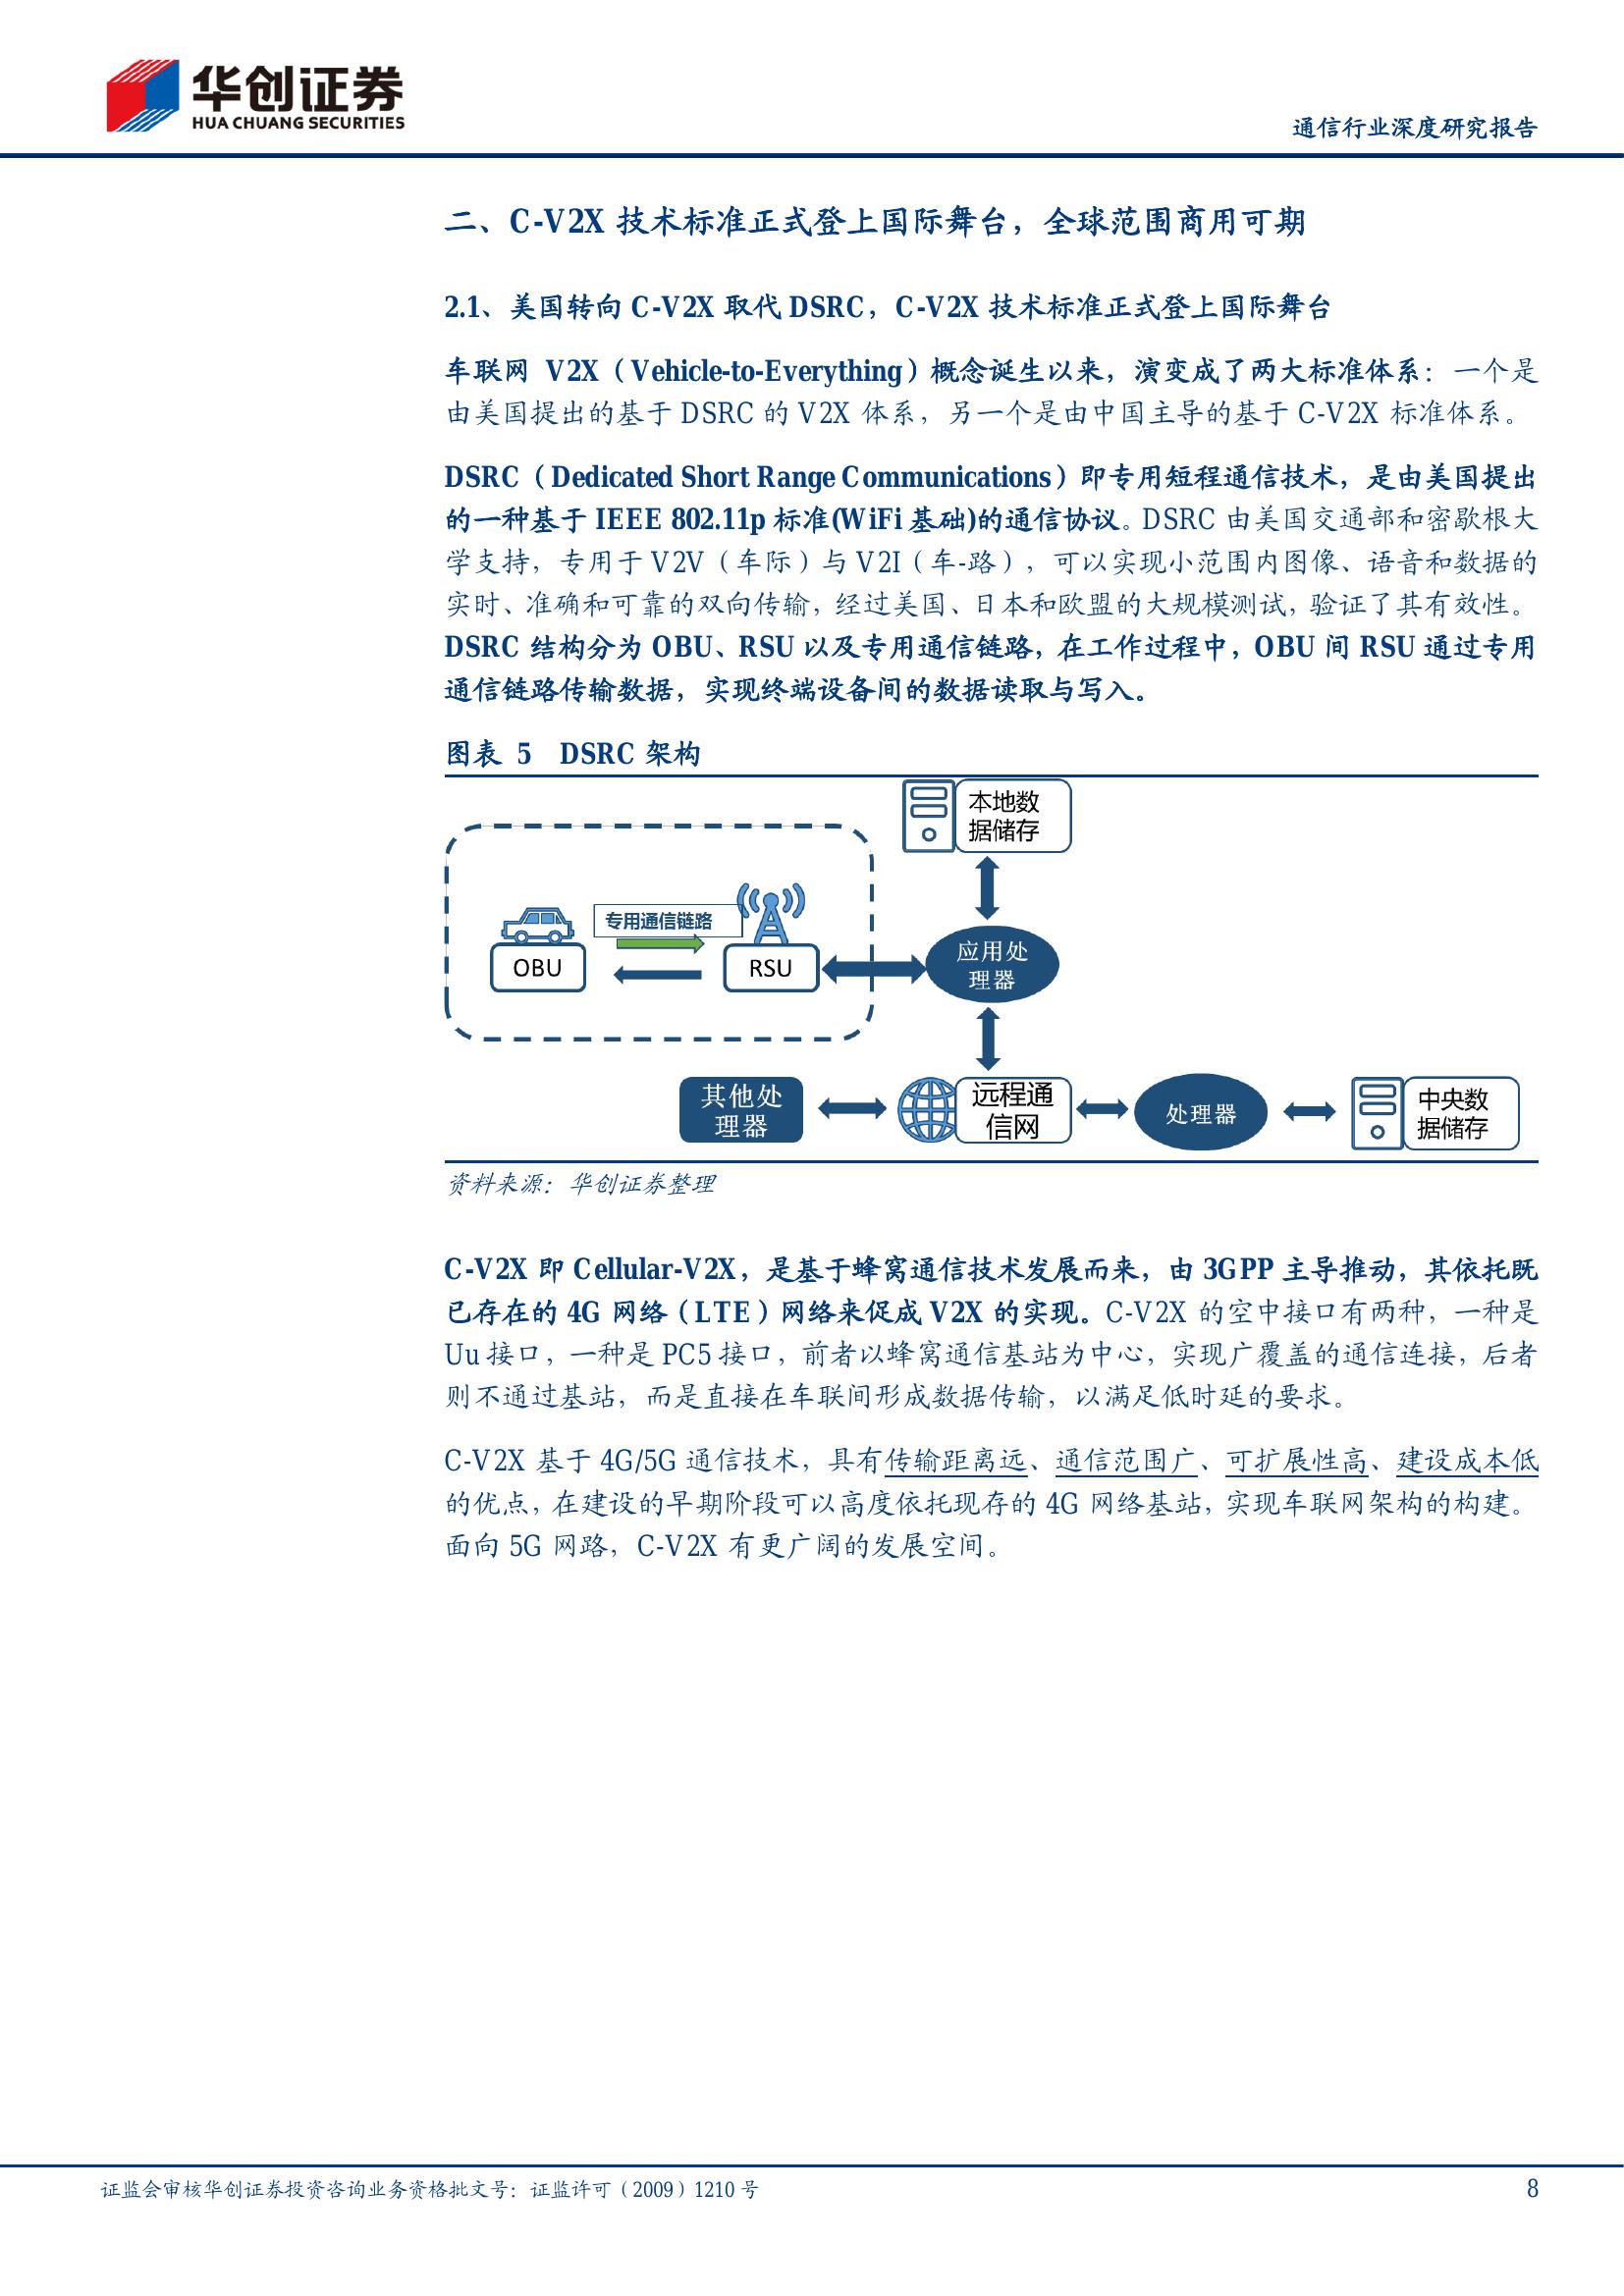 华创证券
HUA CHUANG SECURITIES
通信行业深度研究报告
二、C-V2X 技术标准正式登上国际舞台，全球范围商用可期
2.1、美国转向 C-V2X 取代 DSRC，C-V2X 技术标准正式登上国际舞台
车联网 V2X（Vehicle-to-Everything）概念诞生以来，演变成了两大标准体系：一个是
由美国提出的基于 DSRC 的 V2X 体系，另一个是由中国主导的基于 C-V2X 标准体系。
DSRC（Dedicated Short Range Communications）即专用短程通信技术，是由美国提出
的一种基于 IEEE 802.11p 标准(WiFi 基础)的通信协议。DSRC 由美国交通部和密歇根大
学支持，专用于 V2V（车际）与 V2I（车-路），可以实现小范围内图像、语音和数据的
实时、准确和可靠的双向传输，经过美国、日本和欧盟的大规模测试，验证了其有效性。
DSRC 结构分为 OBU、RSU 以及专用通信链路，在工作过程中，OBU 间 RSU 通过专用
通信链路传输数据，实现终端设备间的数据读取与写入。
图表 5 DSRC 架构
本地数
据储存
专用通信链路
OBU
RSU
应用处
理器
其他处
理器
远程通
信网
处理器
中央数
据储存
资料来源：华创证券整理
C-V2X 即 Cellular-V2X，是基于蜂窝通信技术发展而来，由 3GPP 主导推动，其依托既
已存在的 4G 网络（LTE）网络来促成 V2X 的实现。C-V2X 的空中接口有两种，一种是
Uu 接口，一种是 PC5 接口，前者以蜂窝通信基站为中心，实现广覆盖的通信连接，后者
则不通过基站，而是直接在车联间形成数据传输，以满足低时延的要求。
C-V2X 基于 4G/5G 通信技术，具有传输距离远、通信范围广、可扩展性高、建设成本低
的优点，在建设的早期阶段可以高度依托现存的 4G 网络基站，实现车联网架构的构建。
面向 5G 网路，C-V2X 有更广阔的发展空间。
证监会审核华创证券投资咨询业务资格批文号：证监许可（2009）1210 号
8